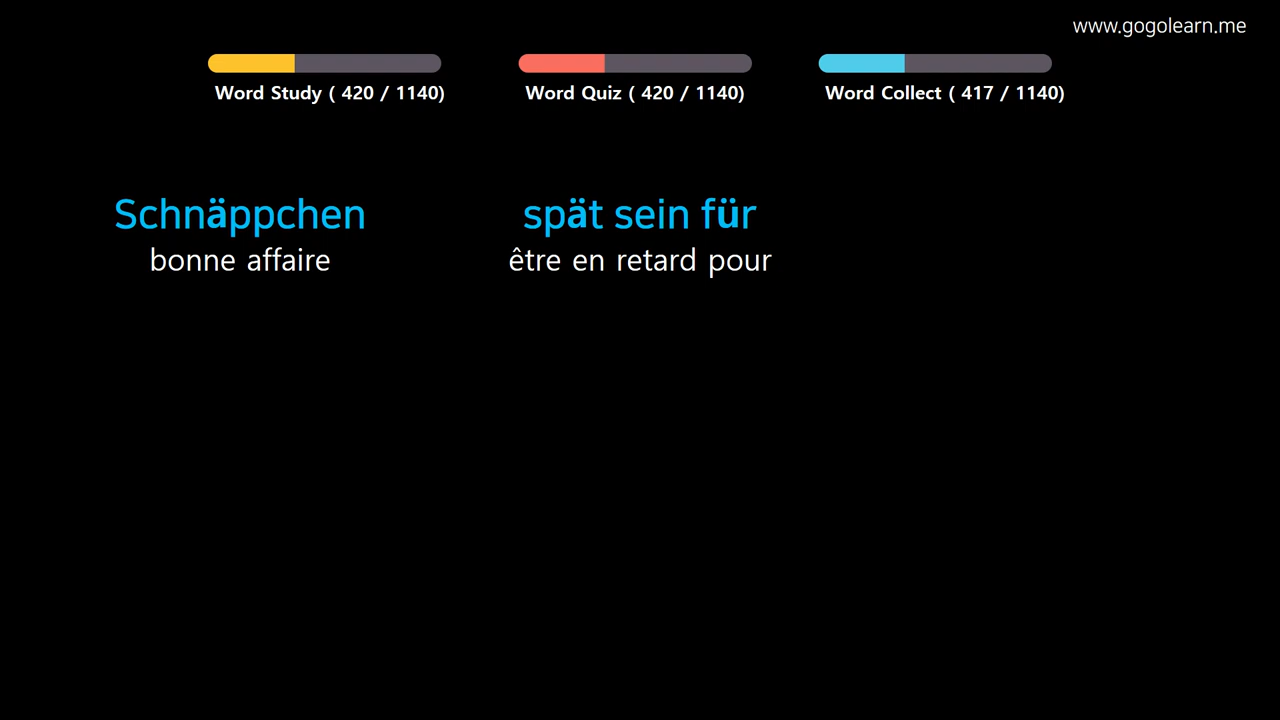 www.gogolearn.me
Word Study ( 420 / 1140)
Word Quiz ( 420 / 1140)
Word Collect ( 417 / 1140)
Schnäppchen
bonne affaire
spät sein für
être en retard pour